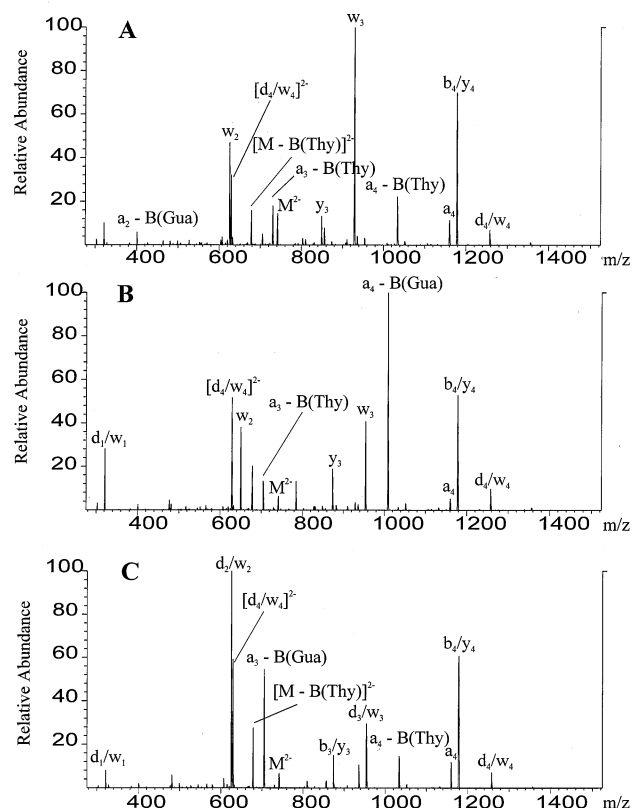 A
Relative Abundance
100
80
60
40
20
w₃
b₄/y₄
[d₄/w₄]²⁻
w₂
[M - B(Thy)]²⁻
a₃ - B(Thy)
a₄ - B(Thy)
a₂ - B(Gua)
M²⁻
y₃
a₄
d₄/w₄
400 600 800 1000 1200 1400 m/z
B
Relative Abundance
100
80
60
40
20
a₄ - B(Gua)
[d₄/w₄]²⁻
b₄/y₄
a₃ - B(Thy)
w₂
w₃
d₁/w₁
y₃
M²⁻
a₄
d₄/w₄
400 600 800 1000 1200 1400 m/z
C
Relative Abundance
100
80
60
40
20
d₂/w₂
[d₄/w₄]²⁻
b₄/y₄
a₃ - B(Gua)
[M - B(Thy)]²⁻
d₃/w₃
a₄ - B(Thy)
b₃/y₃
d₁/w₁
M²⁻
a₄
d₄/w₄
400 600 800 1000 1200 1400 m/z